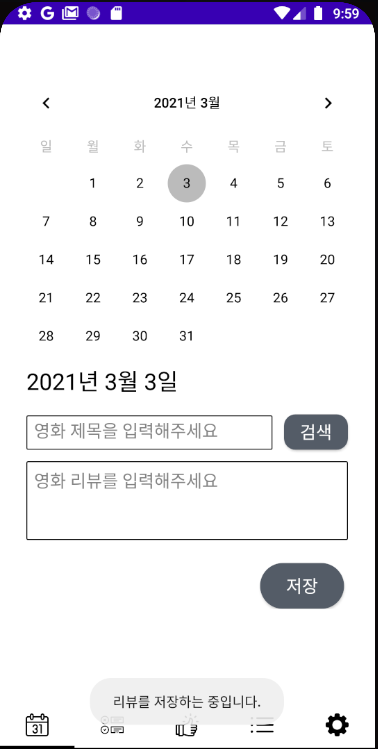 9:59
2021년 3월
일 월 화 수 목 금 토
1 2 3 4 5 6
7 8 9 10 11 12 13
14 15 16 17 18 19 20
21 22 23 24 25 26 27
28 29 30 31
2021년 3월 3일
영화 제목을 입력해주세요 검색
영화 리뷰를 입력해주세요
저장
리뷰를 저장하는 중입니다.
31